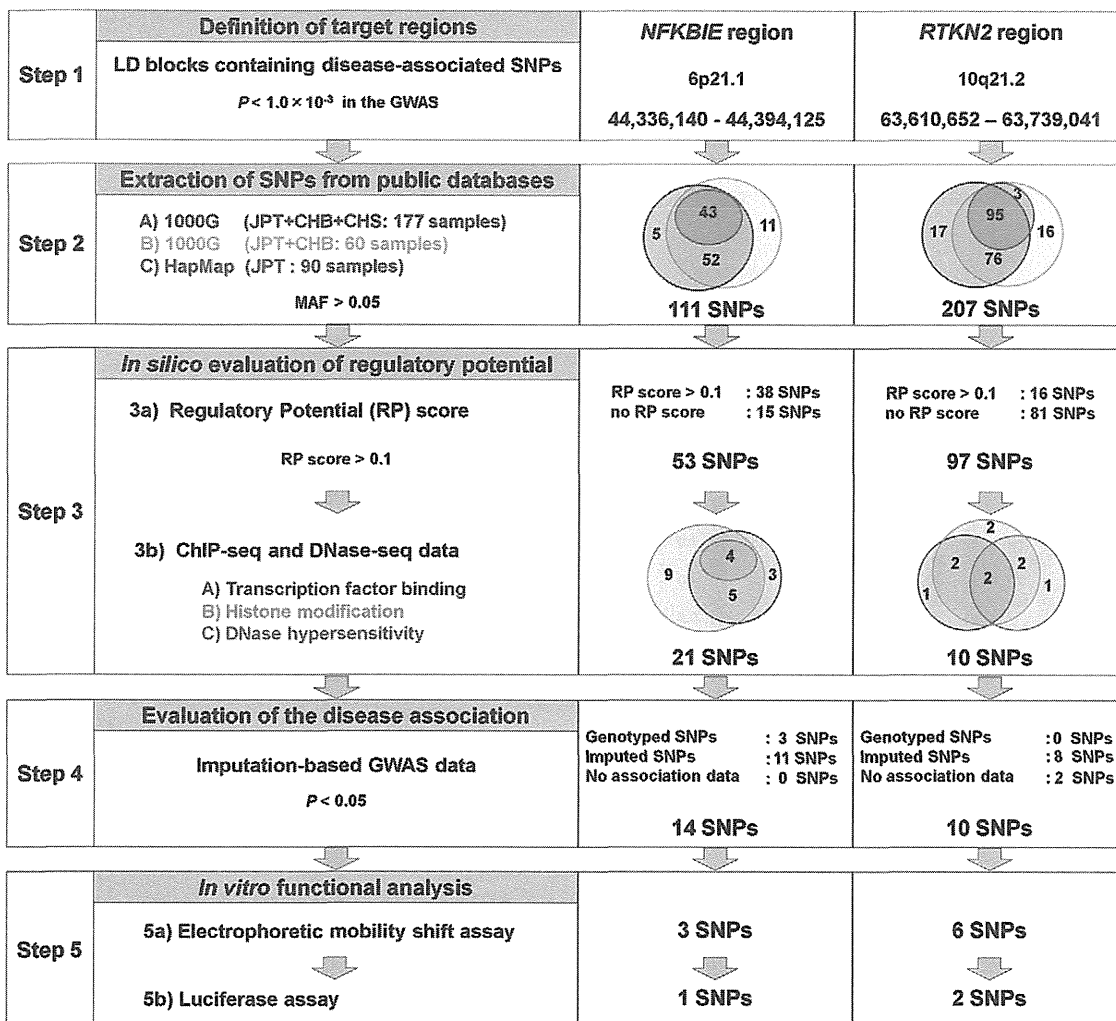 Step 1
Definition of target regions
LD blocks containing disease-associated SNPs
P < 1.0 × 10-3 in the GWAS
NFKBIE region
6p21.1
44,336,140 - 44,394,125
RTKN2 region
10q21.2
63,610,652 – 63,739,041
Step 2
Extraction of SNPs from public databases
A) 1000G (JPT+CHB+CHS: 177 samples)
B) 1000G (JPT+CHB: 60 samples)
C) HapMap (JPT : 90 samples)
MAF > 0.05
43
5
11
52
111 SNPs
3
95
17
16
76
207 SNPs
Step 3
In silico evaluation of regulatory potential
3a) Regulatory Potential (RP) score
RP score > 0.1
3b) ChIP-seq and DNase-seq data
A) Transcription factor binding
B) Histone modification
C) DNase hypersensitivity
RP score > 0.1 : 38 SNPs
no RP score : 15 SNPs
53 SNPs
4
9
3
5
21 SNPs
RP score > 0.1 : 16 SNPs
no RP score : 81 SNPs
97 SNPs
2
2
2
2
1
1
10 SNPs
Step 4
Evaluation of the disease association
Imputation-based GWAS data
P < 0.05
Genotyped SNPs : 3 SNPs
Imputed SNPs : 11 SNPs
No association data : 0 SNPs
14 SNPs
Genotyped SNPs :0 SNPs
Imputed SNPs : 8 SNPs
No association data : 2 SNPs
10 SNPs
Step 5
In vitro functional analysis
5a) Electrophoretic mobility shift assay
5b) Luciferase assay
3 SNPs
1 SNPs
6 SNPs
2 SNPs